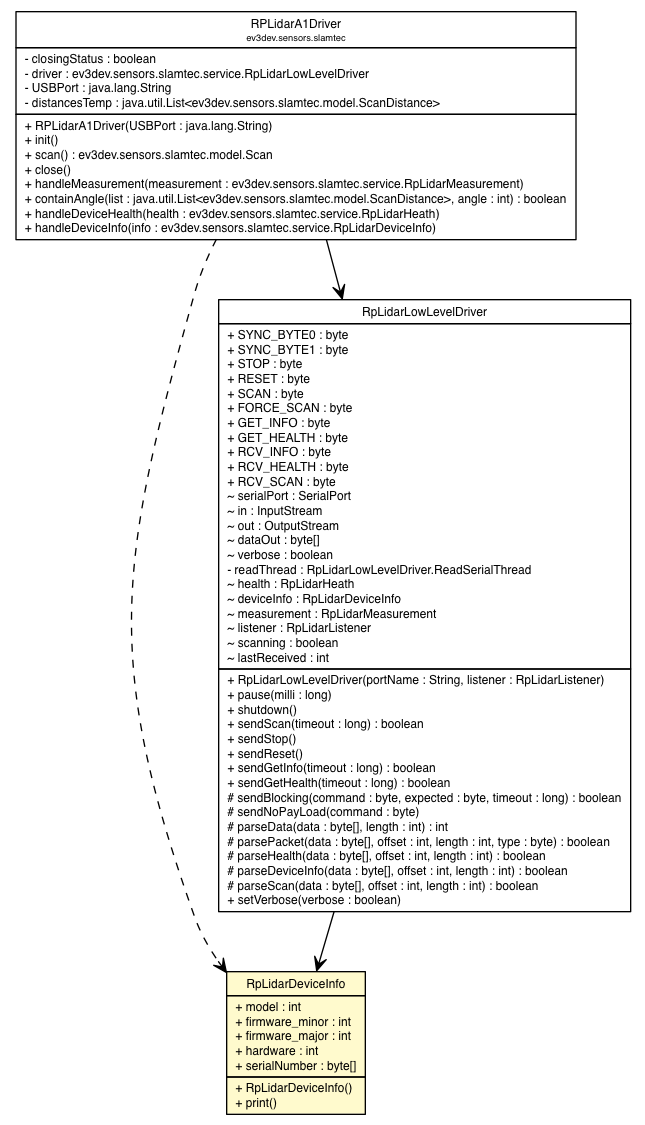 RPLidarA1Driver
ev3dev.sensors.slamtec
- closingStatus : boolean
- driver : ev3dev.sensors.slamtec.service.RpLidarLowLevelDriver
- USBPort : java.lang.String
- distancesTemp : java.util.List<ev3dev.sensors.slamtec.model.ScanDistance>
+ RPLidarA1Driver(USBPort : java.lang.String)
+ init()
+ scan() : ev3dev.sensors.slamtec.model.Scan
+ close()
+ handleMeasurement(measurement : ev3dev.sensors.slamtec.service.RpLidarMeasurement)
+ containAngle(list : java.util.List<ev3dev.sensors.slamtec.model.ScanDistance>, angle : int) : boolean
+ handleDeviceHealth(health : ev3dev.sensors.slamtec.service.RpLidarHeath)
+ handleDeviceInfo(info : ev3dev.sensors.slamtec.service.RpLidarDeviceInfo)
RpLidarLowLevelDriver
+ SYNC_BYTE0 : byte
+ SYNC_BYTE1 : byte
+ STOP : byte
+ RESET : byte
+ SCAN : byte
+ FORCE_SCAN : byte
+ GET_INFO : byte
+ GET_HEALTH : byte
+ RCV_INFO : byte
+ RCV_HEALTH : byte
+ RCV_SCAN : byte
~ serialPort : SerialPort
~ in : InputStream
~ out : OutputStream
~ dataOut : byte[]
~ verbose : boolean
- readThread : RpLidarLowLevelDriver.ReadSerialThread
~ health : RpLidarHeath
~ deviceInfo : RpLidarDeviceInfo
~ measurement : RpLidarMeasurement
~ listener : RpLidarListener
~ scanning : boolean
~ lastReceived : int
+ RpLidarLowLevelDriver(portName : String, listener : RpLidarListener)
+ pause(milli : long)
+ shutdown()
+ sendScan(timeout : long) : boolean
+ sendStop()
+ sendReset()
+ sendGetInfo(timeout : long) : boolean
+ sendGetHealth(timeout : long) : boolean
# sendBlocking(command : byte, expected : byte, timeout : long) : boolean
# sendNoPayLoad(command : byte)
# parseData(data : byte[], length : int) : int
# parsePacket(data : byte[], offset : int, length : int, type : byte) : boolean
# parseHealth(data : byte[], offset : int, length : int) : boolean
# parseDeviceInfo(data : byte[], offset : int, length : int) : boolean
# parseScan(data : byte[], offset : int, length : int) : boolean
+ setVerbose(verbose : boolean)
RpLidarDeviceInfo
+ model : int
+ firmware_minor : int
+ firmware_major : int
+ hardware : int
+ serialNumber : byte[]
+ RpLidarDeviceInfo()
+ print()